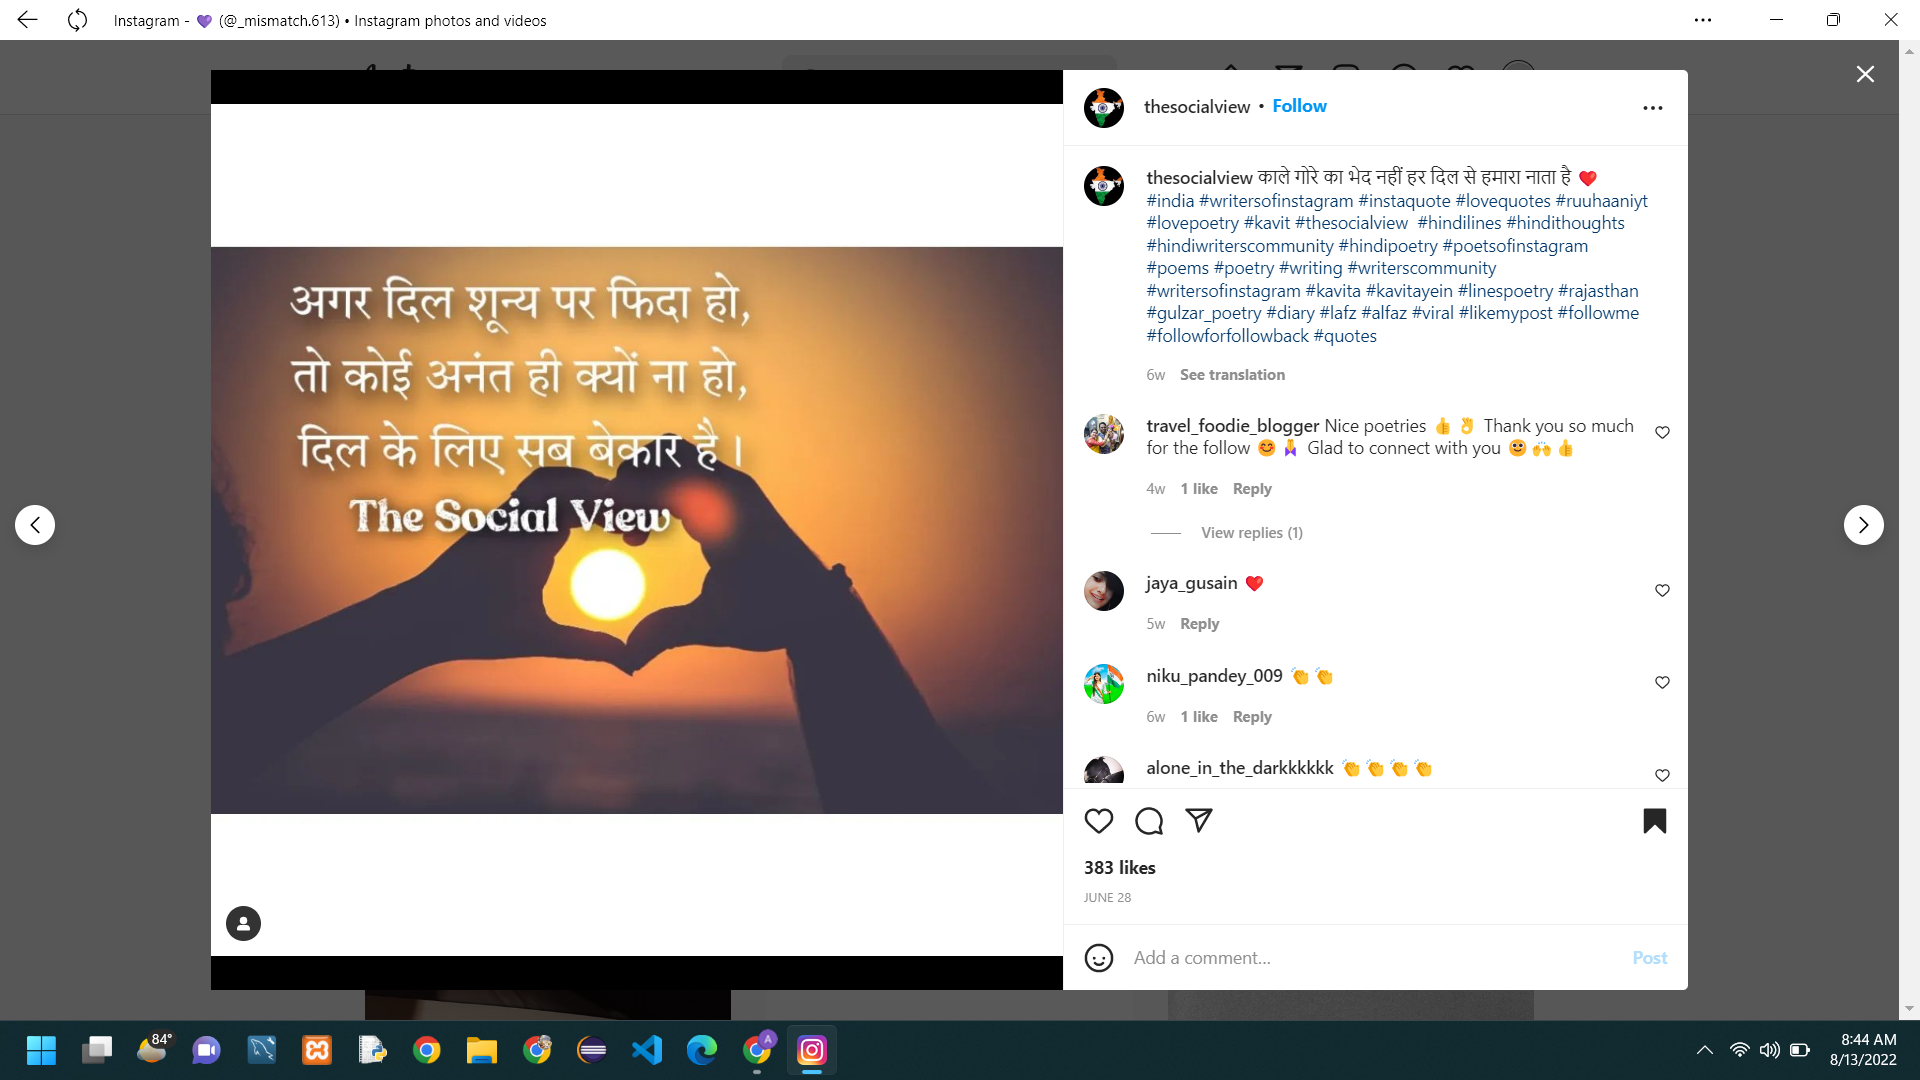 Instagram - 💜 (@_mismatch.613) • Instagram photos and videos
thesocialview • Follow
अगर दिल शून्य पर फिदा हो,
तो कोई अनंत ही क्यों ना हो,
दिल के लिए सब बेकार है ।
The Social View
thesocialview काले गोरे का भेद नहीं हर दिल से हमारा नाता है ❤️
#india #writersofinstagram #instaquote #lovequotes #ruuhaaniyt
#lovepoetry #kavit #thesocialview #hindilines #hindithoughts
#hindiwriterscommunity #hindipoetry #poetsofinstagram
#poems #poetry #writing #writerscommunity
#writersofinstagram #kavita #kavitayein #linespoetry #rajasthan
#gulzar_poetry #diary #lafz #alfaz #viral #likemypost #followme
#followforfollowback #quotes
6w See translation
travel_foodie_blogger Nice poetries 👍 👌 Thank you so much
for the follow 😊 🙏 Glad to connect with you 🙂 🙌 👍
4w 1 like Reply
View replies (1)
jaya_gusain ❤️
5w Reply
niku_pandey_009 👏 👏
6w 1 like Reply
alone_in_the_darkkkkkk 👏 👏 👏 👏
383 likes
JUNE 28
Add a comment... Post
84°
A
8:44 AM
8/13/2022